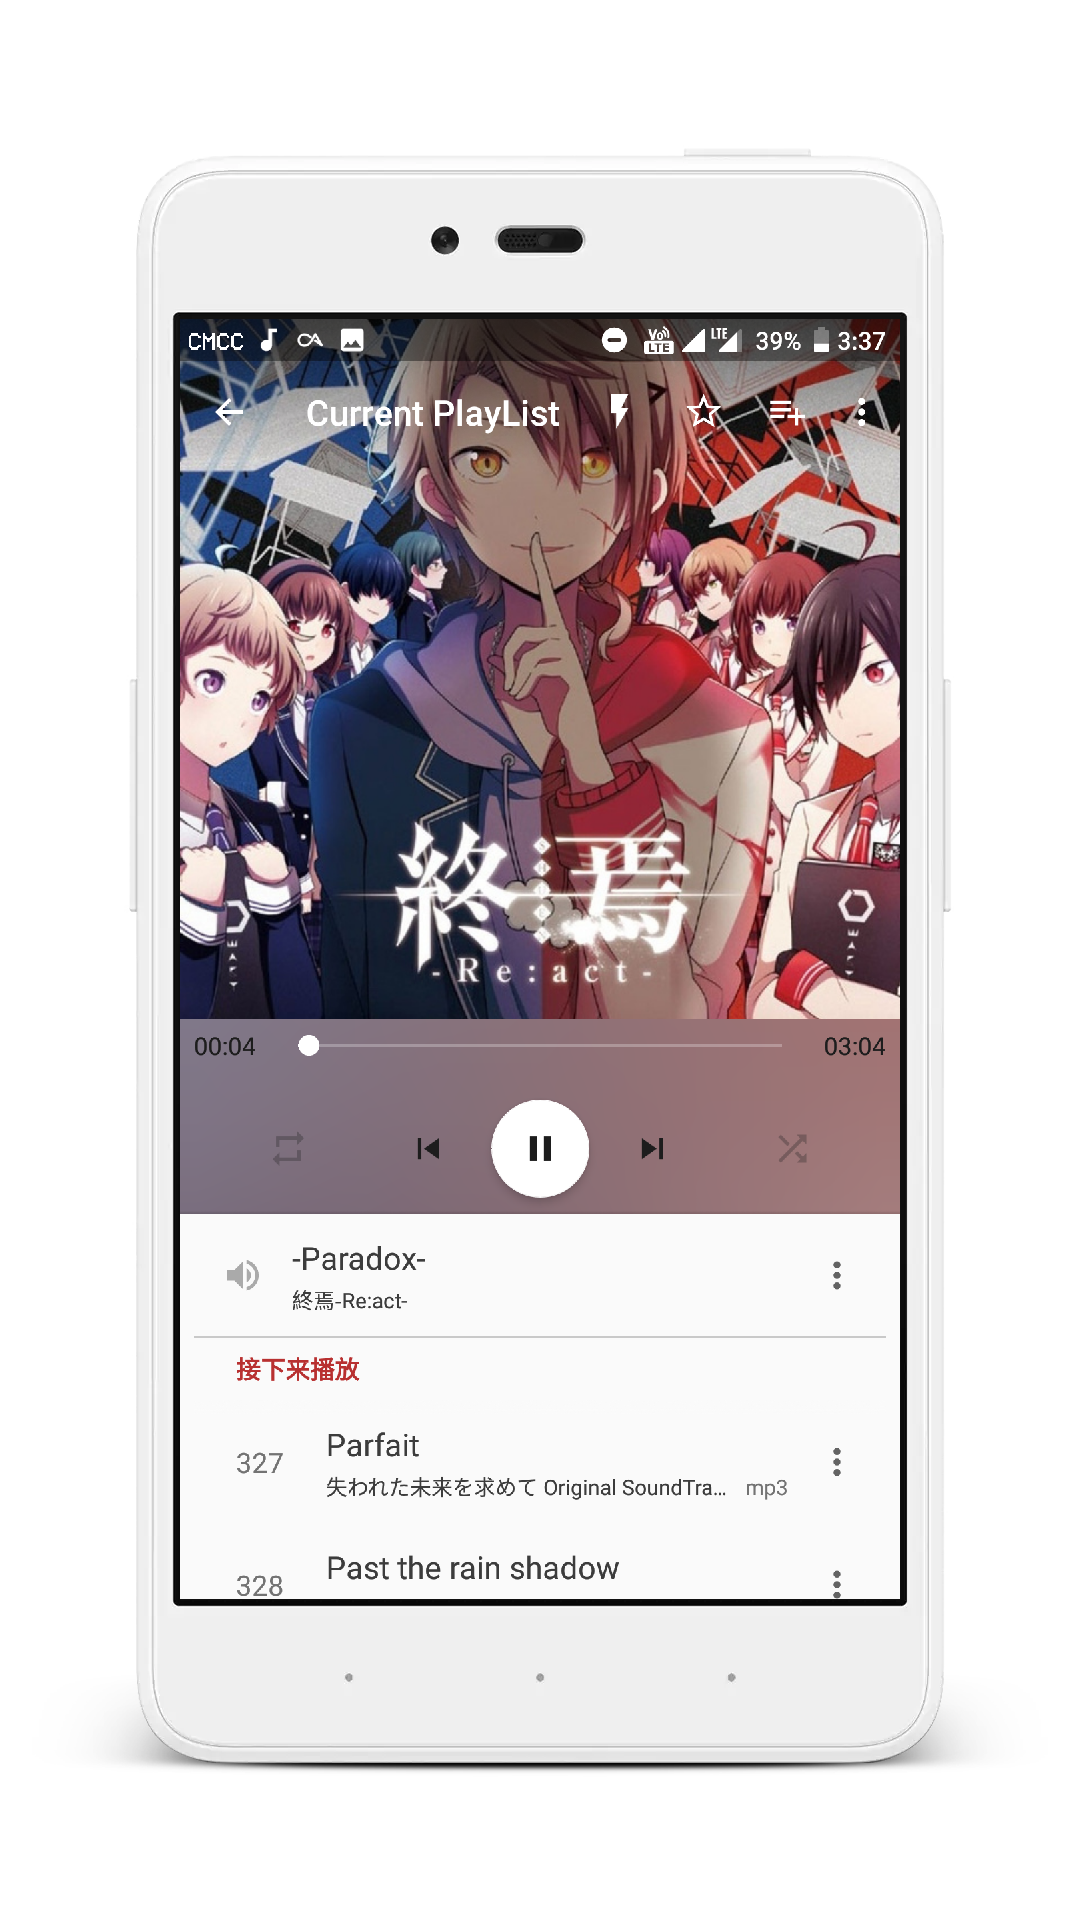 CMCC
Vo)) LTE
LTE
39%
3:37
Current PlayList
終焉
SHUEN
-Re:act-
00:04
03:04
-Paradox-
終焉-Re:act-
接下来播放
327
Parfait
失われた未来を求めて Original SoundTra...
mp3
328
Past the rain shadow